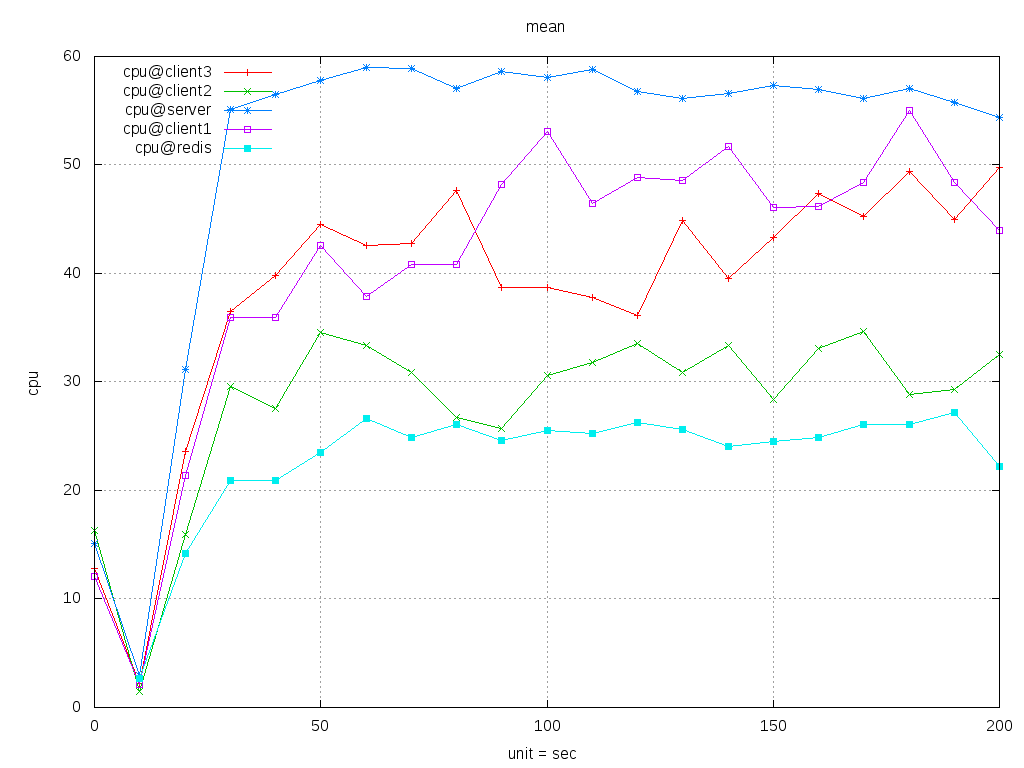 mean
60
cpu@client3
cpu@client2
cpu@server
cpu@client1
cpu@redis
50
40
30
cpu
20
10
0
0 50 100 150 200
unit = sec